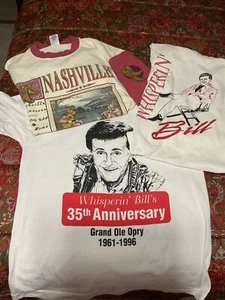 NASHVILLE
WHISPERIN'
Bill
Whisperin' Bill's
35th Anniversary
Grand Ole Opry
1961-1996